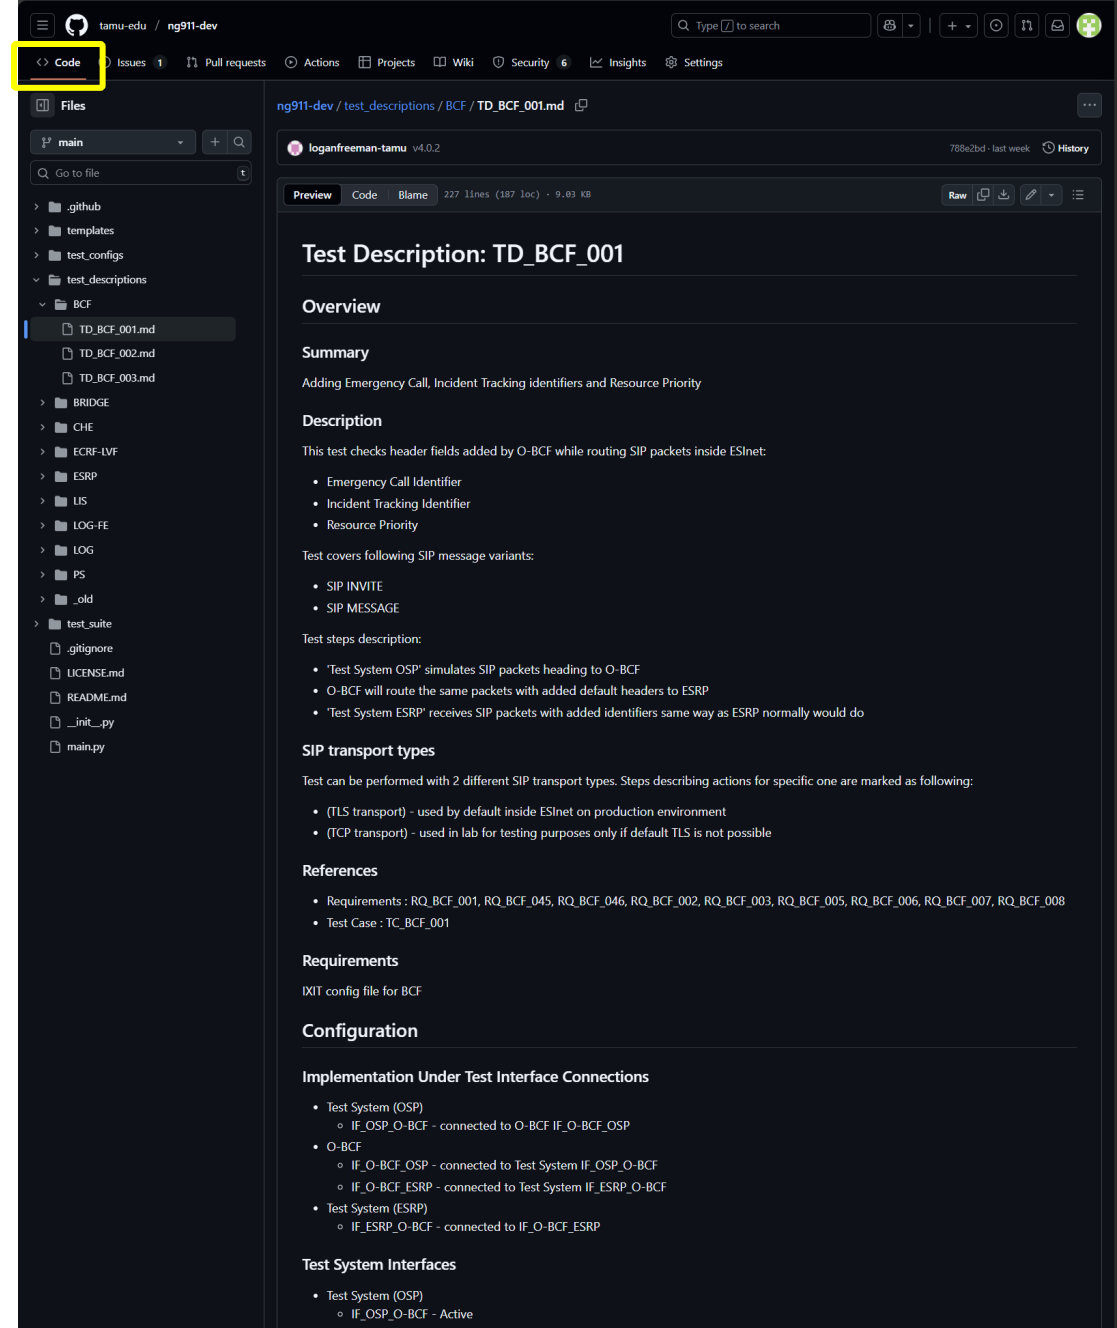 tamu-edu / ng911-dev
Type / to search
Code
Issues 1
Pull requests
Actions
Projects
Wiki
Security 6
Insights
Settings
Files
main
Go to file
t
.github
templates
test_configs
test_descriptions
BCF
TD_BCF_001.md
TD_BCF_002.md
TD_BCF_003.md
BRIDGE
CHE
ECRF-LVF
ESRP
LIS
LOG-FE
LOG
PS
_old
test_suite
.gitignore
LICENSE.md
README.md
__init__.py
main.py
ng911-dev / test_descriptions / BCF / TD_BCF_001.md
loganfreeman-tamu v4.0.2
788e2bd · last week
History
Preview
Code
Blame
227 lines (187 loc) · 9.03 KB
Raw
Test Description: TD_BCF_001
Overview
Summary
Adding Emergency Call, Incident Tracking identifiers and Resource Priority
Description
This test checks header fields added by O-BCF while routing SIP packets inside ESInet:
• Emergency Call Identifier
• Incident Tracking Identifier
• Resource Priority
Test covers following SIP message variants:
• SIP INVITE
• SIP MESSAGE
Test steps description:
• 'Test System OSP' simulates SIP packets heading to O-BCF
• O-BCF will route the same packets with added default headers to ESRP
• 'Test System ESRP' receives SIP packets with added identifiers same way as ESRP normally would do
SIP transport types
Test can be performed with 2 different SIP transport types. Steps describing actions for specific one are marked as following:
• (TLS transport) - used by default inside ESInet on production environment
• (TCP transport) - used in lab for testing purposes only if default TLS is not possible
References
• Requirements : RQ_BCF_001, RQ_BCF_045, RQ_BCF_046, RQ_BCF_002, RQ_BCF_003, RQ_BCF_005, RQ_BCF_006, RQ_BCF_007, RQ_BCF_008
• Test Case : TC_BCF_001
Requirements
IXIT config file for BCF
Configuration
Implementation Under Test Interface Connections
• Test System (OSP)
◦ IF_OSP_O-BCF - connected to O-BCF IF_O-BCF_OSP
• O-BCF
◦ IF_O-BCF_OSP - connected to Test System IF_OSP_O-BCF
◦ IF_O-BCF_ESRP - connected to Test System IF_ESRP_O-BCF
• Test System (ESRP)
◦ IF_ESRP_O-BCF - connected to IF_O-BCF_ESRP
Test System Interfaces
• Test System (OSP)
◦ IF_OSP_O-BCF - Active